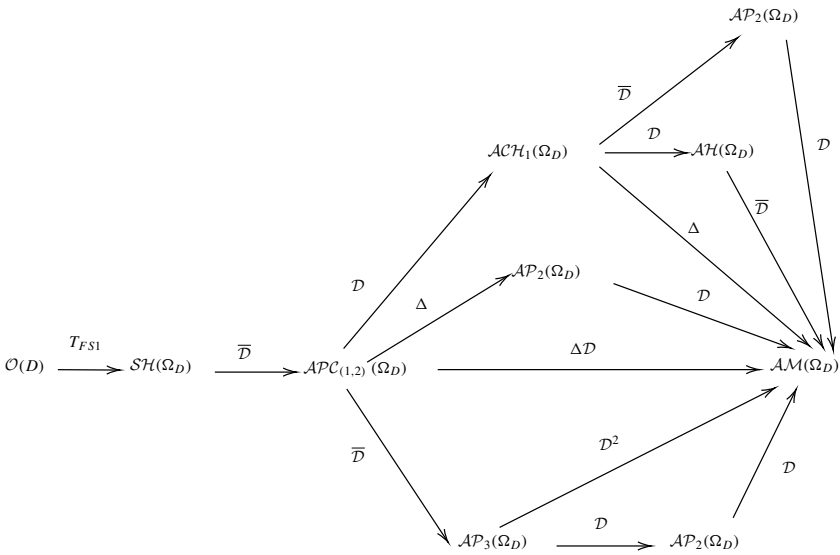 𝒜𝒫₂(Ω_D)
𝒟̅
𝒟
𝒜𝒞ℋ₁(Ω_D)
𝒟
𝒜ℋ(Ω_D)
𝒟̅
Δ
𝒜𝒫₂(Ω_D)
𝒟
Δ
𝒟
T_{FS1}
𝒟̅
Δ𝒟
𝒪(D)
𝒮ℋ(Ω_D)
𝒜𝒫𝒞_{(1,2)} (Ω_D)
𝒜ℳ(Ω_D)
𝒟̅
𝒟²
𝒟
𝒟
𝒜𝒫₃(Ω_D)
𝒜𝒫₂(Ω_D)